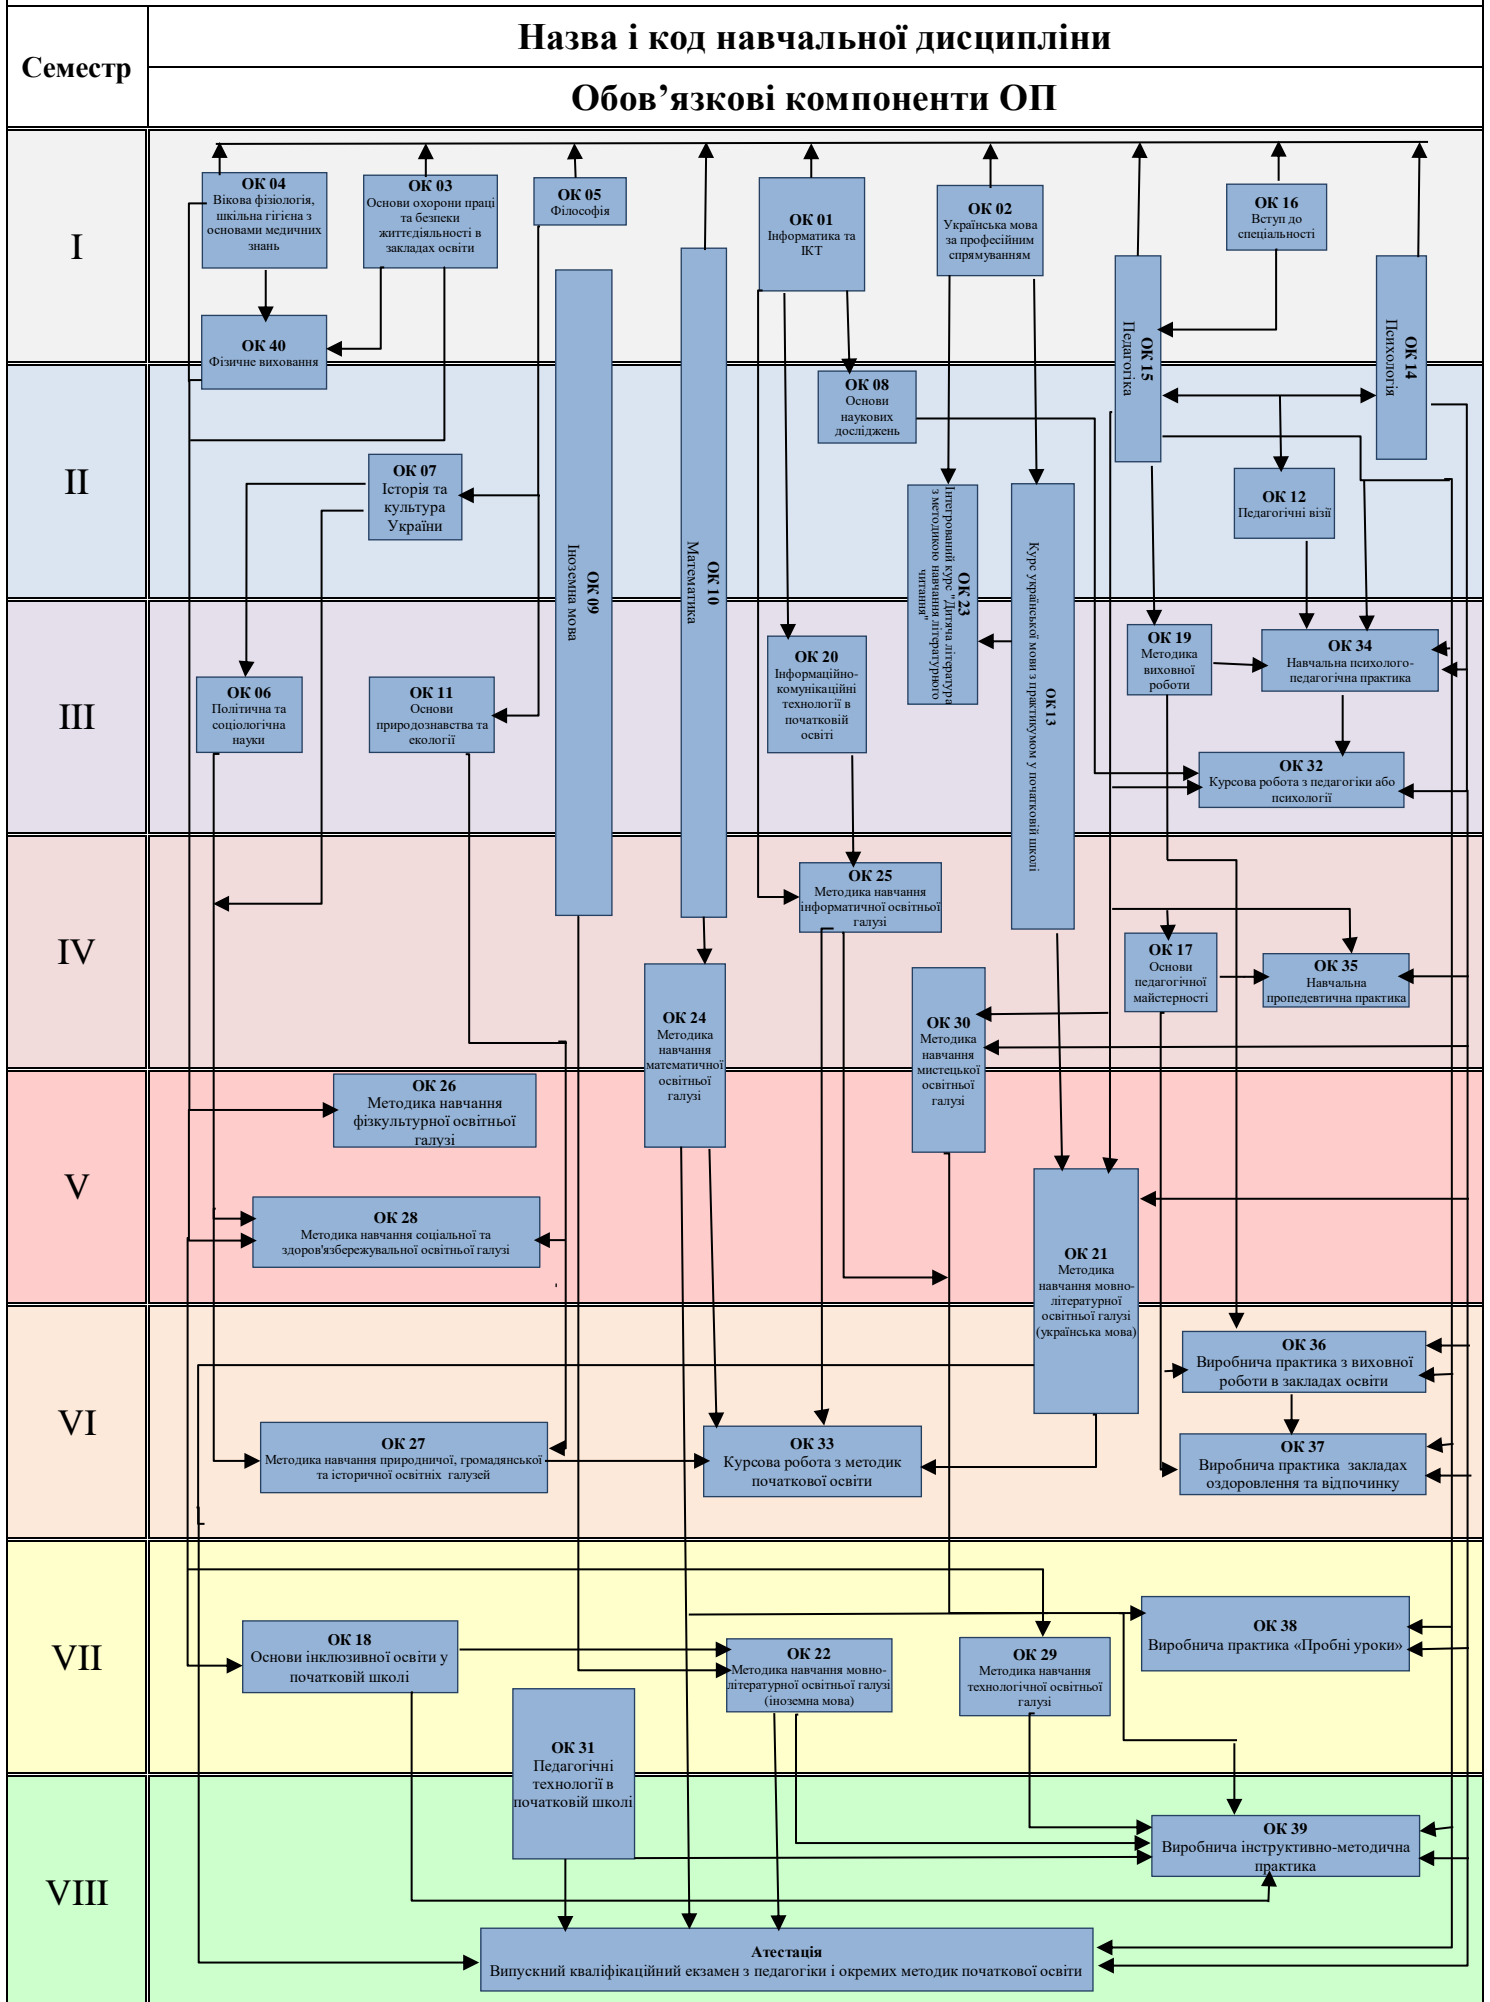 Семестр
Назва і код навчальної дисципліни
Обов’язкові компоненти ОП
I
ОК 04
Вікова фізіологія,
шкільна гігієна з
основами медичних
знань
ОК 03
Основи охорони праці
та безпеки
життєдіяльності в
закладах освіти
ОК 05
Філософія
ОК 01
Інформатика та
ІКТ
ОК 02
Українська мова
за професійним
спрямуванням
ОК 16
Вступ до
спеціальності
ОК 40
Фізичне виховання
ОК 15
Педагогіка
ОК 14
Психологія
II
ОК 08
Основи
наукових
досліджень
ОК 07
Історія та
культура
України
ОК 12
Педагогічні візії
ОК 09
Іноземна мова
ОК 10
Математика
ОК 23
Інтегрований курс "Дитяча література
з методикою навчання літературного
читання"
ОК 13
Курс української мови з практикумом у початковій школі
III
ОК 19
Методика
виховної
роботи
ОК 34
Навчальна психолого-
педагогічна практика
ОК 20
Інформаційно-
комунікаційні
технології в
початковій
освіті
ОК 06
Політична та
соціологічна
науки
ОК 11
Основи
природознавства та
екології
ОК 32
Курсова робота з педагогіки або
психології
IV
ОК 25
Методика навчання
інформатичної освітньої
галузі
ОК 17
Основи
педагогічної
майстерності
ОК 35
Навчальна
пропедевтична практика
ОК 24
Методика
навчання
математичної
освітньої
галузі
ОК 30
Методика
навчання
мистецької
освітньої
галузі
V
ОК 26
Методика навчання
фізкультурної освітньої
галузі
ОК 28
Методика навчання соціальної та
здоров'язбережувальної освітньої галузі
ОК 21
Методика
навчання мовно-
літературної
освітньої галузі
(українська мова)
VI
ОК 36
Виробнича практика з виховної
роботи в закладах освіти
ОК 27
Методика навчання природничої, громадянської
та історичної освітніх галузей
ОК 33
Курсова робота з методик
початкової освіти
ОК 37
Виробнича практика закладах
оздоровлення та відпочинку
VII
ОК 18
Основи інклюзивної освіти у
початковій школі
ОК 22
Методика навчання мовно-
літературної освітньої галузі
(іноземна мова)
ОК 29
Методика навчання
технологічної освітньої
галузі
ОК 38
Виробнича практика «Пробні уроки»
ОК 31
Педагогічні
технології в
початковій школі
VIII
ОК 39
Виробнича інструктивно-методична
практика
Атестація
Випускний кваліфікаційний екзамен з педагогіки і окремих методик початкової освіти